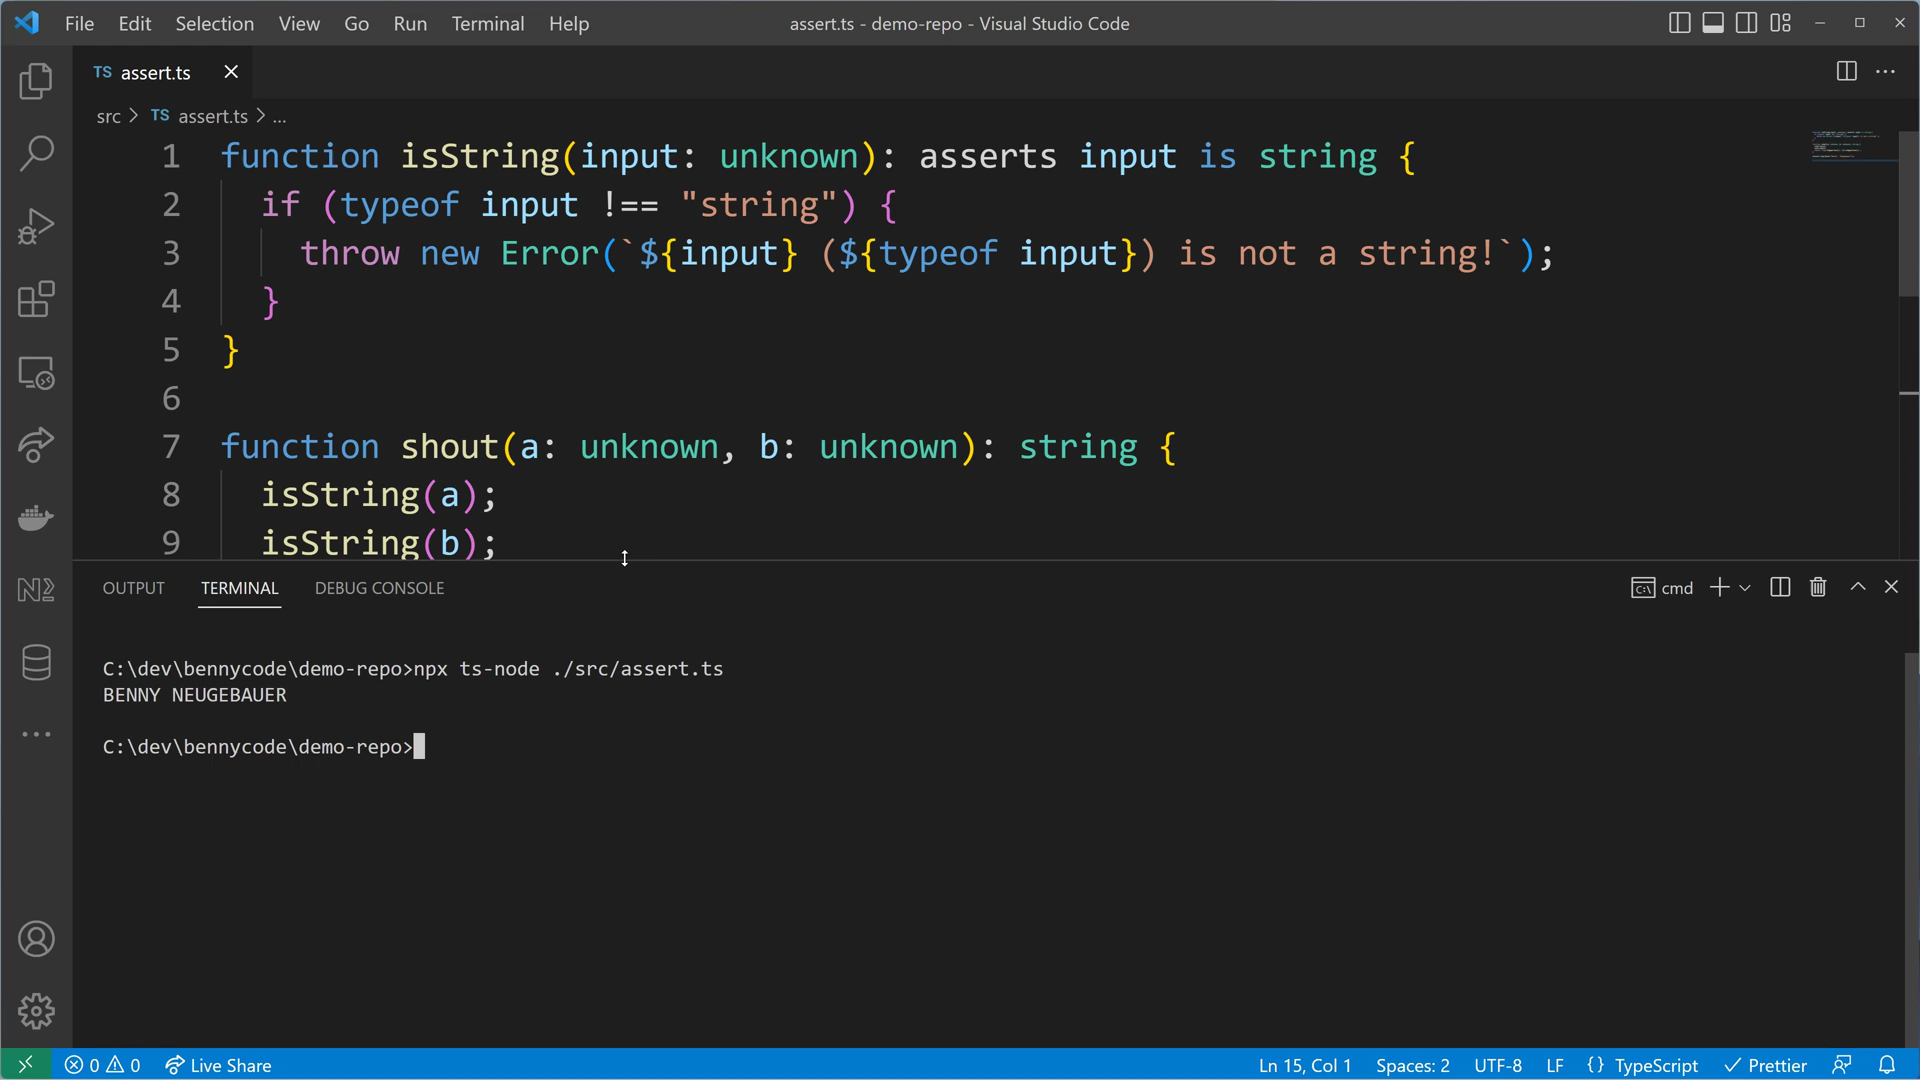 File Edit Selection View Go Run Terminal Help
assert.ts - demo-repo - Visual Studio Code
TS assert.ts
src > TS assert.ts > ...
1 function isString(input: unknown): asserts input is string {
2 if (typeof input !== "string") {
3 throw new Error(`${input} (${typeof input}) is not a string!`);
4 }
5 }
6
7 function shout(a: unknown, b: unknown): string {
8 isString(a);
9 isString(b);
OUTPUT TERMINAL DEBUG CONSOLE
cmd
C:\dev\bennycode\demo-repo>npx ts-node ./src/assert.ts
BENNY NEUGEBAUER
C:\dev\bennycode\demo-repo>
0 0 Live Share
Ln 15, Col 1 Spaces: 2 UTF-8 LF {} TypeScript Prettier